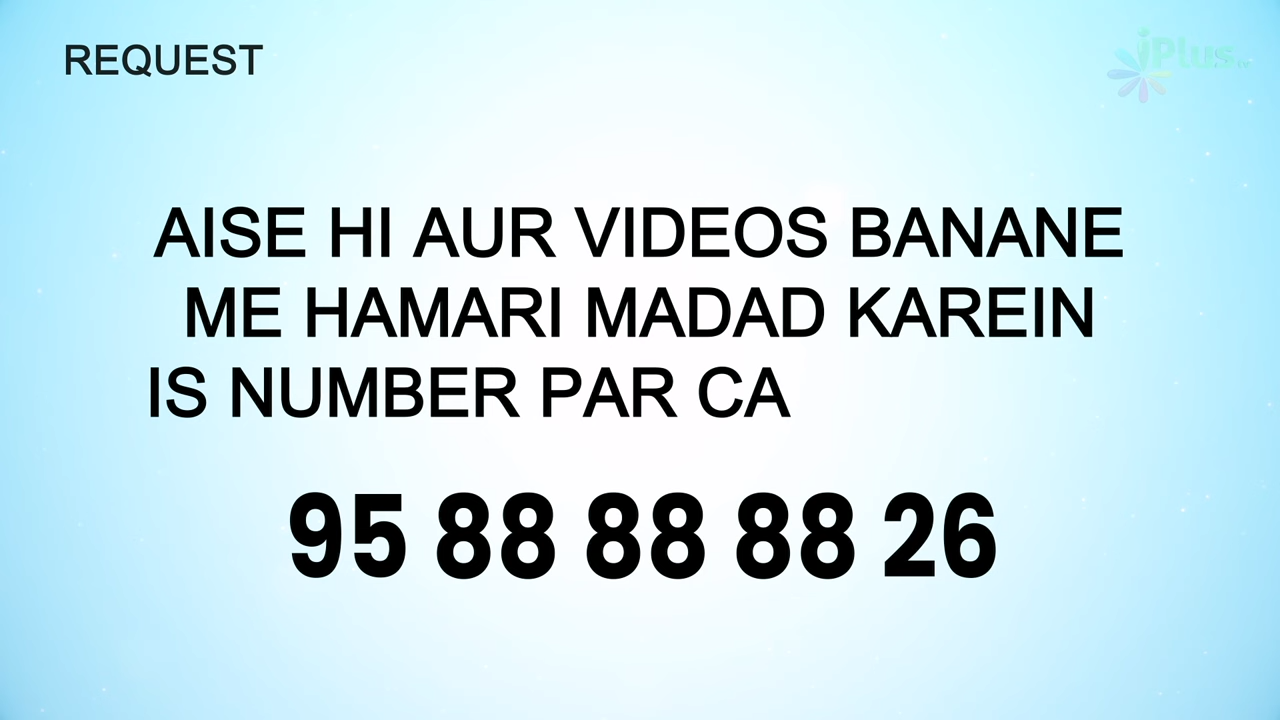 REQUEST
iPlus.tv
AISE HI AUR VIDEOS BANANE
ME HAMARI MADAD KAREIN
IS NUMBER PAR CA
95 88 88 88 26